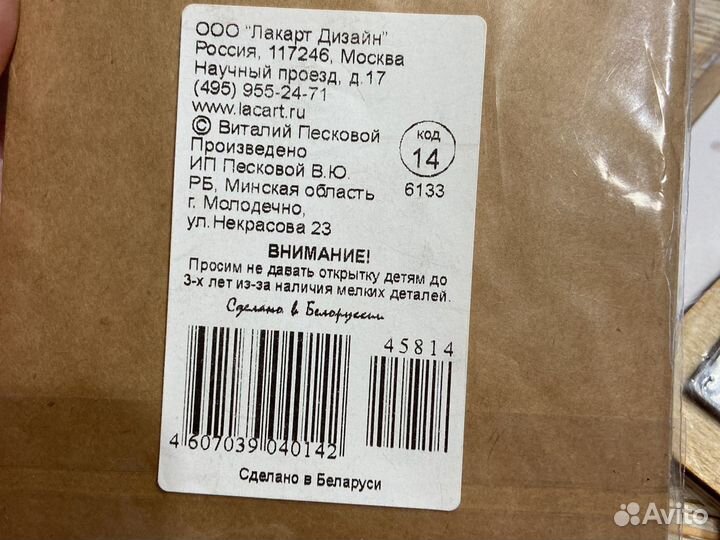 ООО "Лакарт Дизайн"
Россия, 117246, Москва
Научный проезд, д.17
(495) 955-24-71
www.lacart.ru
© Виталий Песковой
Произведено
ИП Песковой В.Ю.
РБ, Минская область
г. Молодечно,
ул.Некрасова 23
код
14
6133
ВНИМАНИЕ!
Просим не давать открытку детям до
3-х лет из-за наличия мелких деталей.
Сделано в Белоруссии
45814
4 607039 040142
Сделано в Беларуси
Avito